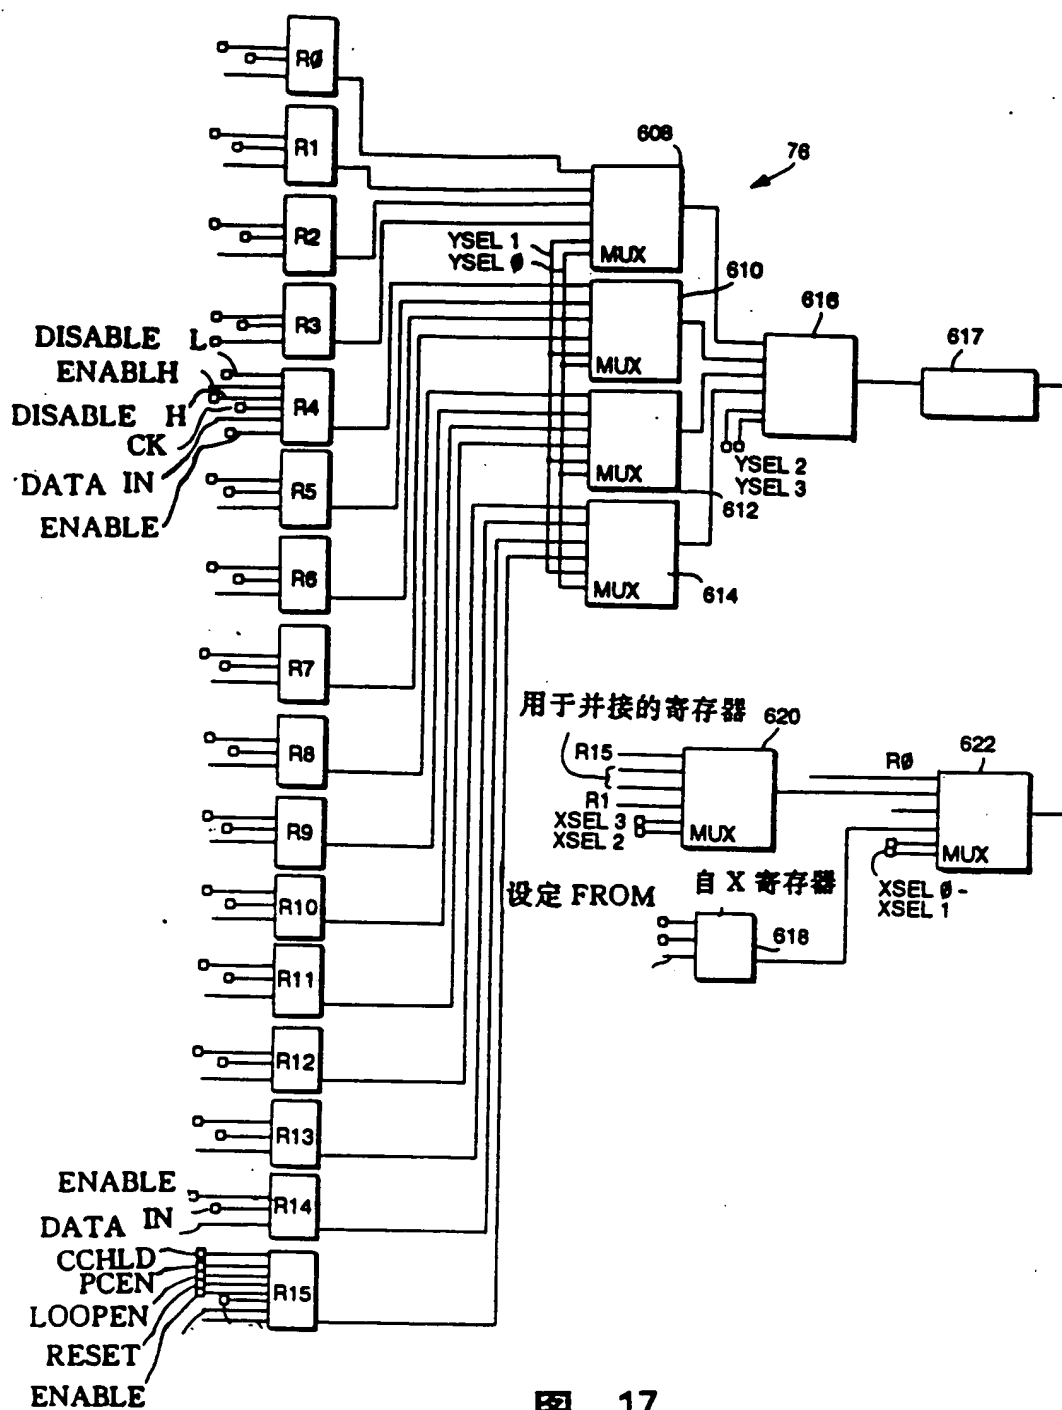 RØ
R1
R2
R3
DISABLE L
ENABLH
DISABLE H
CK
DATA IN
ENABLE
R4
R5
R6
R7
R8
R9
R10
R11
R12
R13
ENABLE
DATA IN
R14
CCHLD
PCEN
LOOPEN
RESET
ENABLE
R15
608
76
YSEL 1
YSEL Ø
MUX
610
MUX
616
617
MUX
612
YSEL 2
YSEL 3
MUX
614
用于并接的寄存器
620
R15
R1
XSEL 3
XSEL 2
MUX
RØ
622
MUX
XSEL Ø -
XSEL 1
设定 FROM
自 X 寄存器
618
图 17